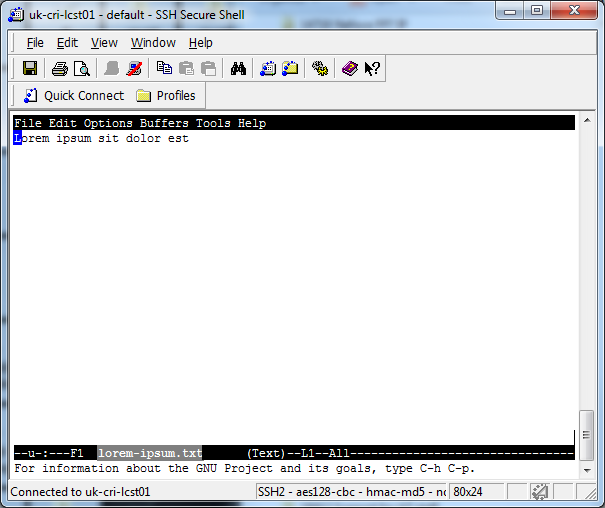 uk-cri-lcst01 - default - SSH Secure Shell
File Edit View Window Help
Quick Connect Profiles
File Edit Options Buffers Tools Help
Lorem ipsum sit dolor est
--u-:---F1 lorem-ipsum.txt (Text)--L1--All--------------------------------
For information about the GNU Project and its goals, type C-h C-p.
Connected to uk-cri-lcst01 SSH2 - aes128-cbc - hmac-md5 - 80x24